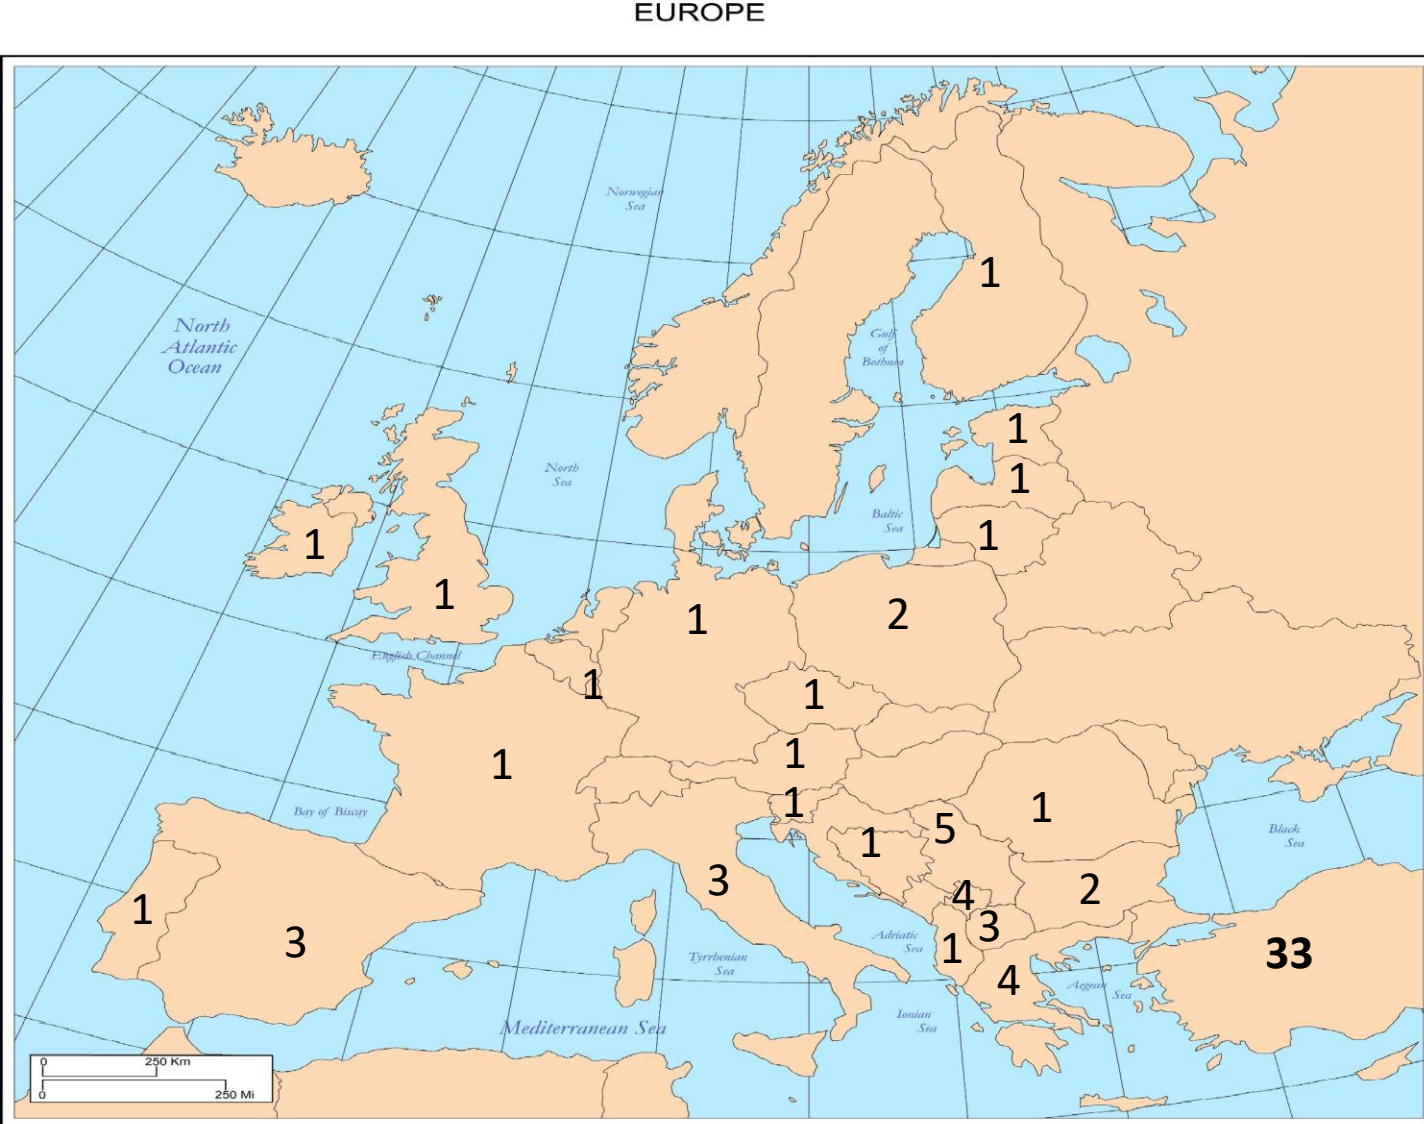 EUROPE
Norwegian
Sea
North
Atlantic
Ocean
1
Gulf
of
Bothnia
1
North
Sea
1
Baltic
Sea
1
1
1
1
2
English Channel
1
1
1
1
1
Bay of Biscay
1
5
1
Black
Sea
3
4
2
1
3
Adriatic
Sea
1
3
33
Tyrrhenian
Sea
4
Aegean
Sea
Ionian
Sea
Mediterranean Sea
0 250 Km
0 250 Mi